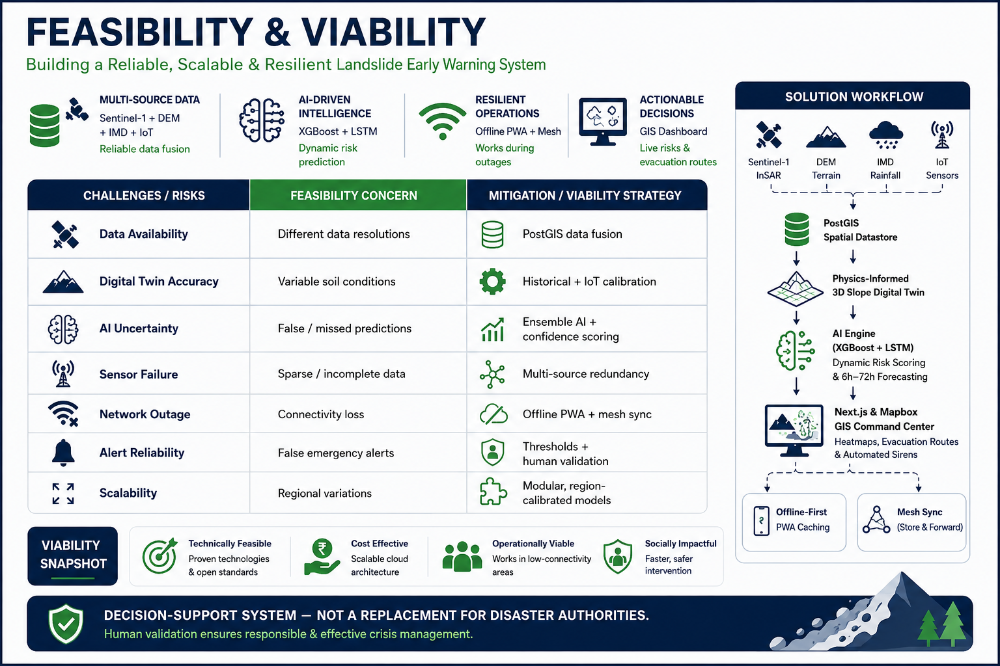 FEASIBILITY & VIABILITY
Building a Reliable, Scalable & Resilient Landslide Early Warning System
MULTI-SOURCE DATA
Sentinel-1 + DEM
+ IMD + IoT
Reliable data fusion
AI-DRIVEN
INTELLIGENCE
XGBoost + LSTM
Dynamic risk
prediction
RESILIENT
OPERATIONS
Offline PWA + Mesh
Works during
outages
ACTIONABLE
DECISIONS
GIS Dashboard
Live risks &
evacuation routes
CHALLENGES / RISKS
FEASIBILITY CONCERN
MITIGATION / VIABILITY STRATEGY
Data Availability
Different data resolutions
PostGIS data fusion
Digital Twin Accuracy
Variable soil conditions
Historical + IoT calibration
AI Uncertainty
False / missed predictions
Ensemble AI +
confidence scoring
Sensor Failure
Sparse / incomplete data
Multi-source redundancy
Network Outage
Connectivity loss
Offline PWA + mesh sync
Alert Reliability
False emergency alerts
Thresholds +
human validation
Scalability
Regional variations
Modular, region-
calibrated models
SOLUTION WORKFLOW
Sentinel-1
InSAR
DEM
Terrain
IMD
Rainfall
IoT
Sensors
PostGIS
Spatial Datastore
Physics-Informed
3D Slope Digital Twin
AI Engine
(XGBoost + LSTM)
Dynamic Risk Scoring
& 6h–72h Forecasting
Next.js & Mapbox
GIS Command Center
Heatmaps, Evacuation Routes
& Automated Sirens
Offline-First
PWA Caching
Mesh Sync
(Store & Forward)
VIABILITY
SNAPSHOT
Technically Feasible
Proven technologies
& open standards
₹
Cost Effective
Scalable cloud
architecture
Operationally Viable
Works in low-connectivity
areas
Socially Impactful
Faster, safer
intervention
DECISION-SUPPORT SYSTEM — NOT A REPLACEMENT FOR DISASTER AUTHORITIES.
Human validation ensures responsible & effective crisis management.